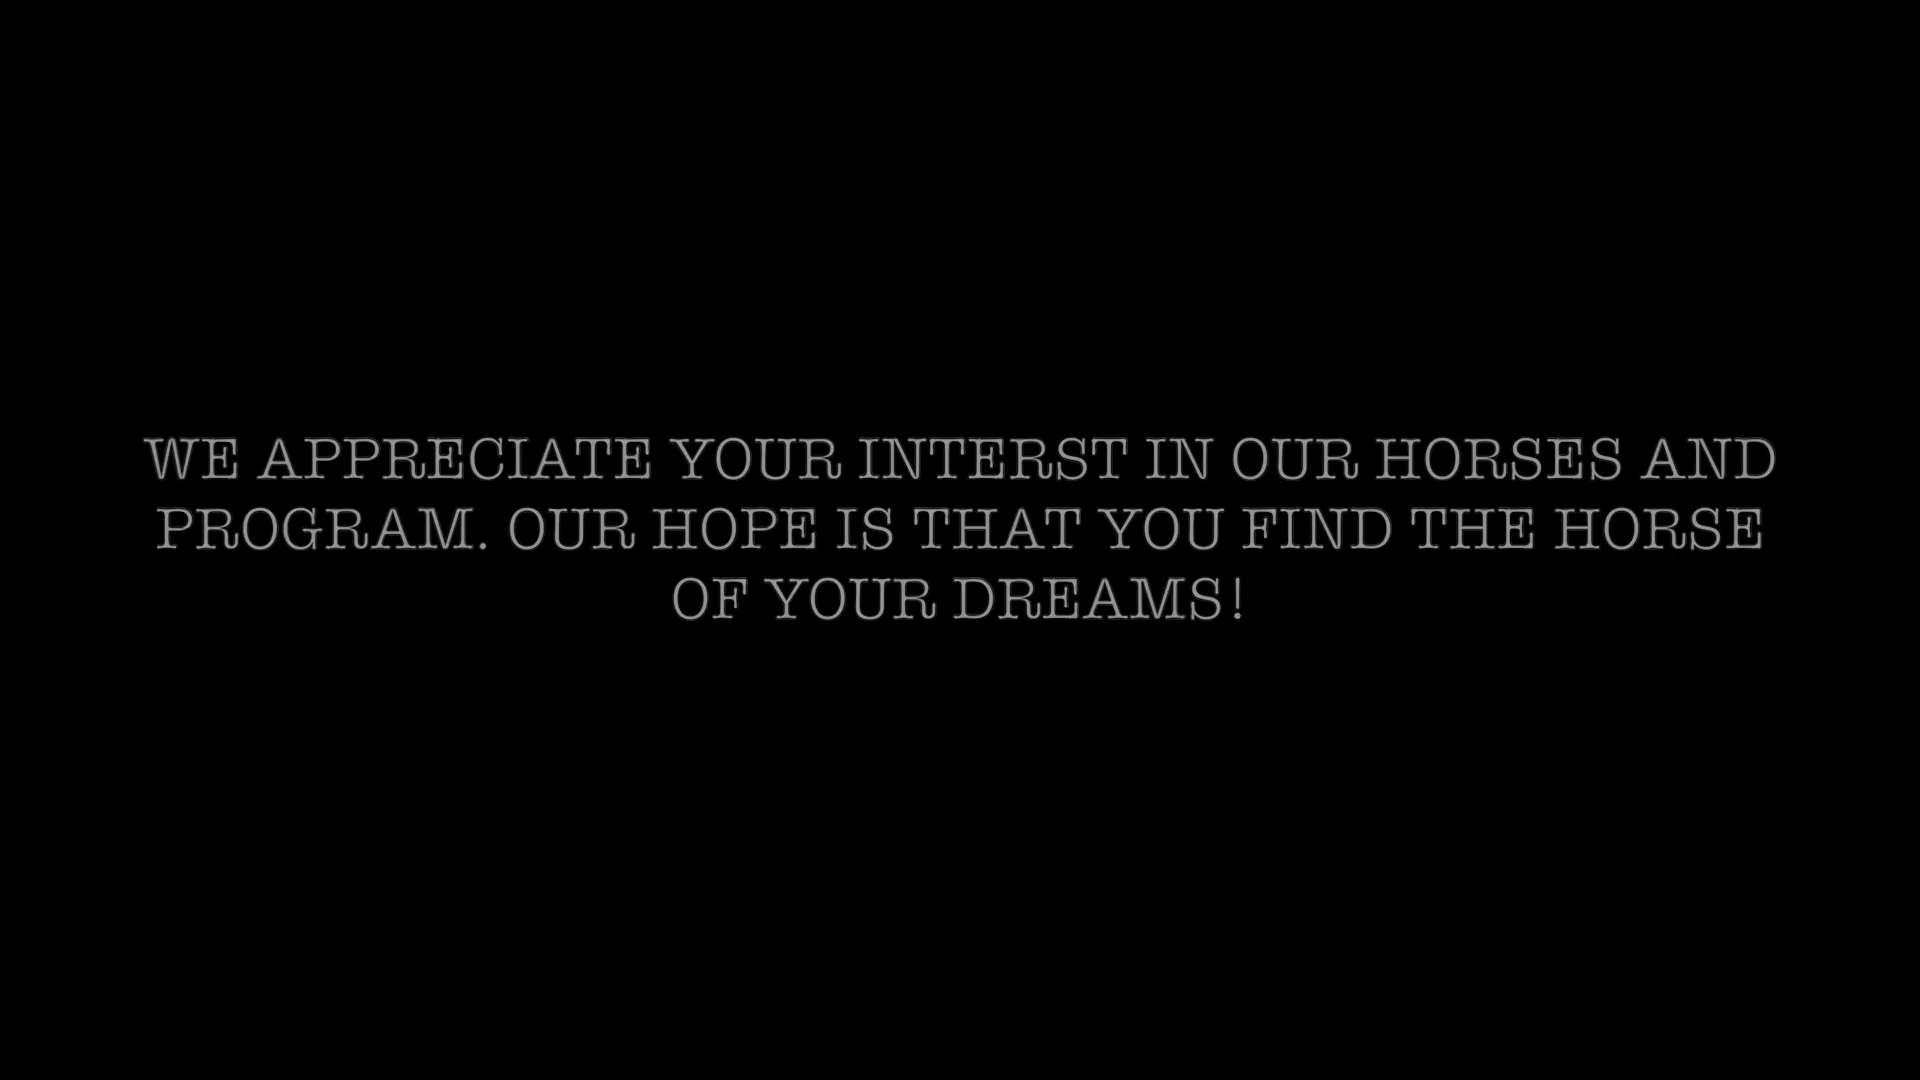 WE APPRECIATE YOUR INTERST IN OUR HORSES AND
PROGRAM. OUR HOPE IS THAT YOU FIND THE HORSE
OF YOUR DREAMS!